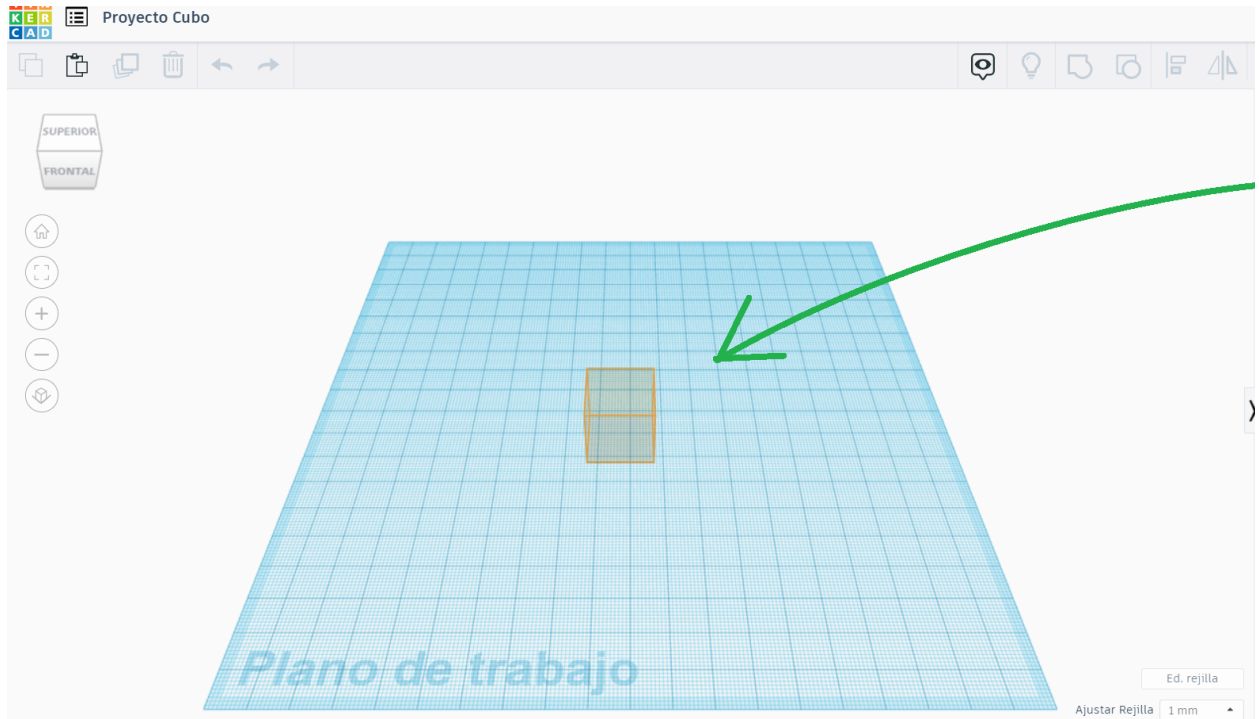 KER
CAD
Proyecto Cubo
SUPERIOR
FRONTAL
Plano de trabajo
Ed. rejilla
Ajustar Rejilla 1 mm